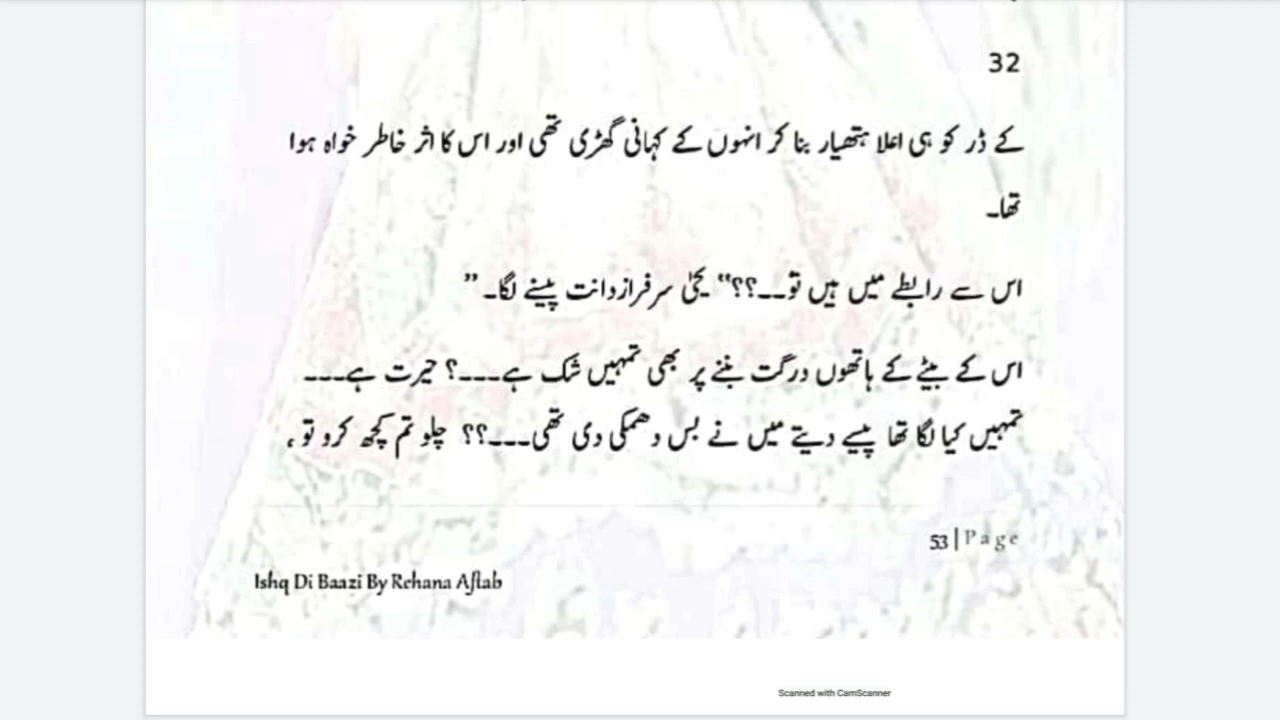 32
کے ڈر کو ہی اعلا ہتھیار بنا کر انہوں کے کہانی گھڑی تھی اور اس کا اثر خاطر خواہ ہوا
تھا۔
اس سے رابطے میں ہیں تو۔۔۔؟؟“ یحیٰی سرفراز دانت پیسنے لگا۔ ”
اس کے بیٹے کے ہاتھوں درگت بننے پر بھی تمہیں شک ہے۔۔۔؟ حیرت ہے۔۔۔
تمہیں کیا لگا تھا پیسے دیتے میں نے بس دھمکی دی تھی۔۔۔؟؟ چلو تم کچھ کرو تو ،
53 | Page
Ishq Di Baazi By Rehana Aftab
Scanned with CamScanner